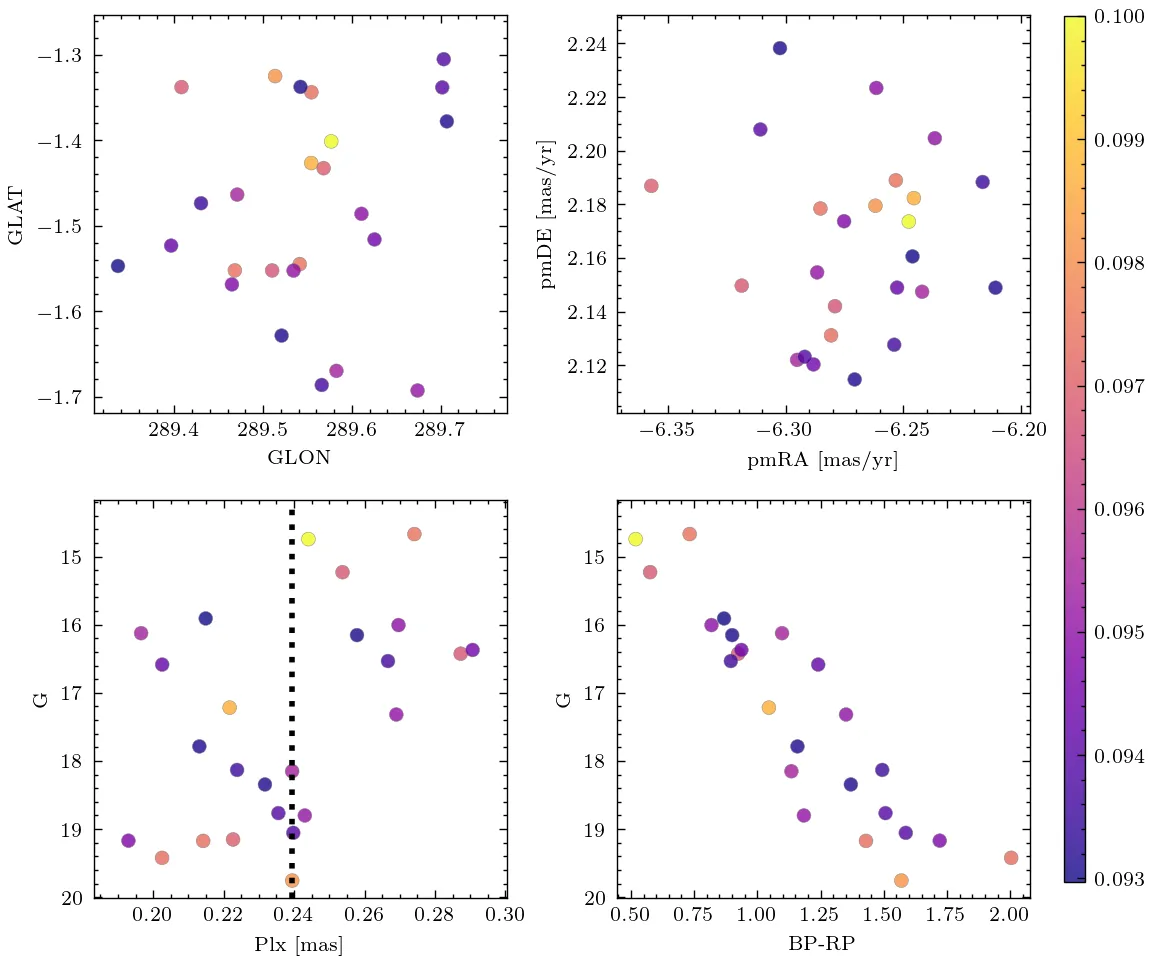 −1.3
−1.4
−1.5
−1.6
−1.7
GLAT
289.4 289.5 289.6 289.7
GLON
2.24
2.22
2.20
2.18
2.16
2.14
2.12
pmDE [mas/yr]
−6.35 −6.30 −6.25 −6.20
pmRA [mas/yr]
15
16
17
18
19
20
G
0.20 0.22 0.24 0.26 0.28 0.30
Plx [mas]
15
16
17
18
19
20
G
0.50 0.75 1.00 1.25 1.50 1.75 2.00
BP-RP
0.100
0.099
0.098
0.097
0.096
0.095
0.094
0.093